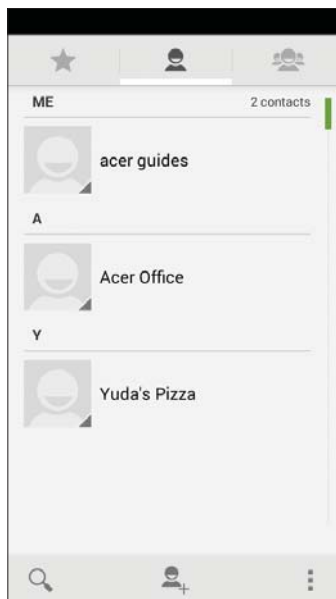 ME 2 contacts
acer guides
A
Acer Office
Y
Yuda's Pizza